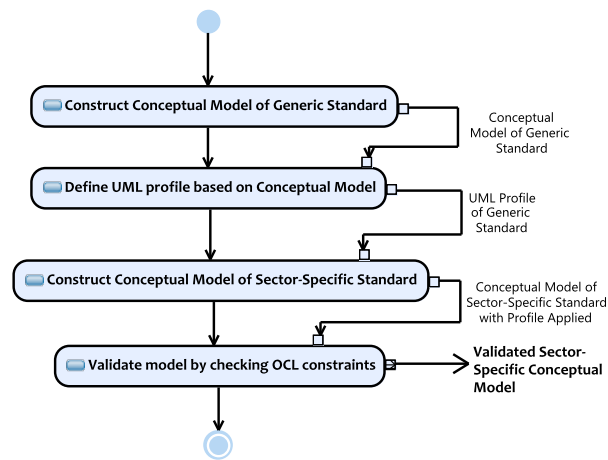 Construct Conceptual Model of Generic Standard
Conceptual
Model of Generic
Standard
Define UML profile based on Conceptual Model
UML Profile
of Generic
Standard
Construct Conceptual Model of Sector-Specific Standard
Conceptual Model of
Sector-Specific Standard
with Profile Applied
Validate model by checking OCL constraints
Validated Sector-
Specific Conceptual
Model